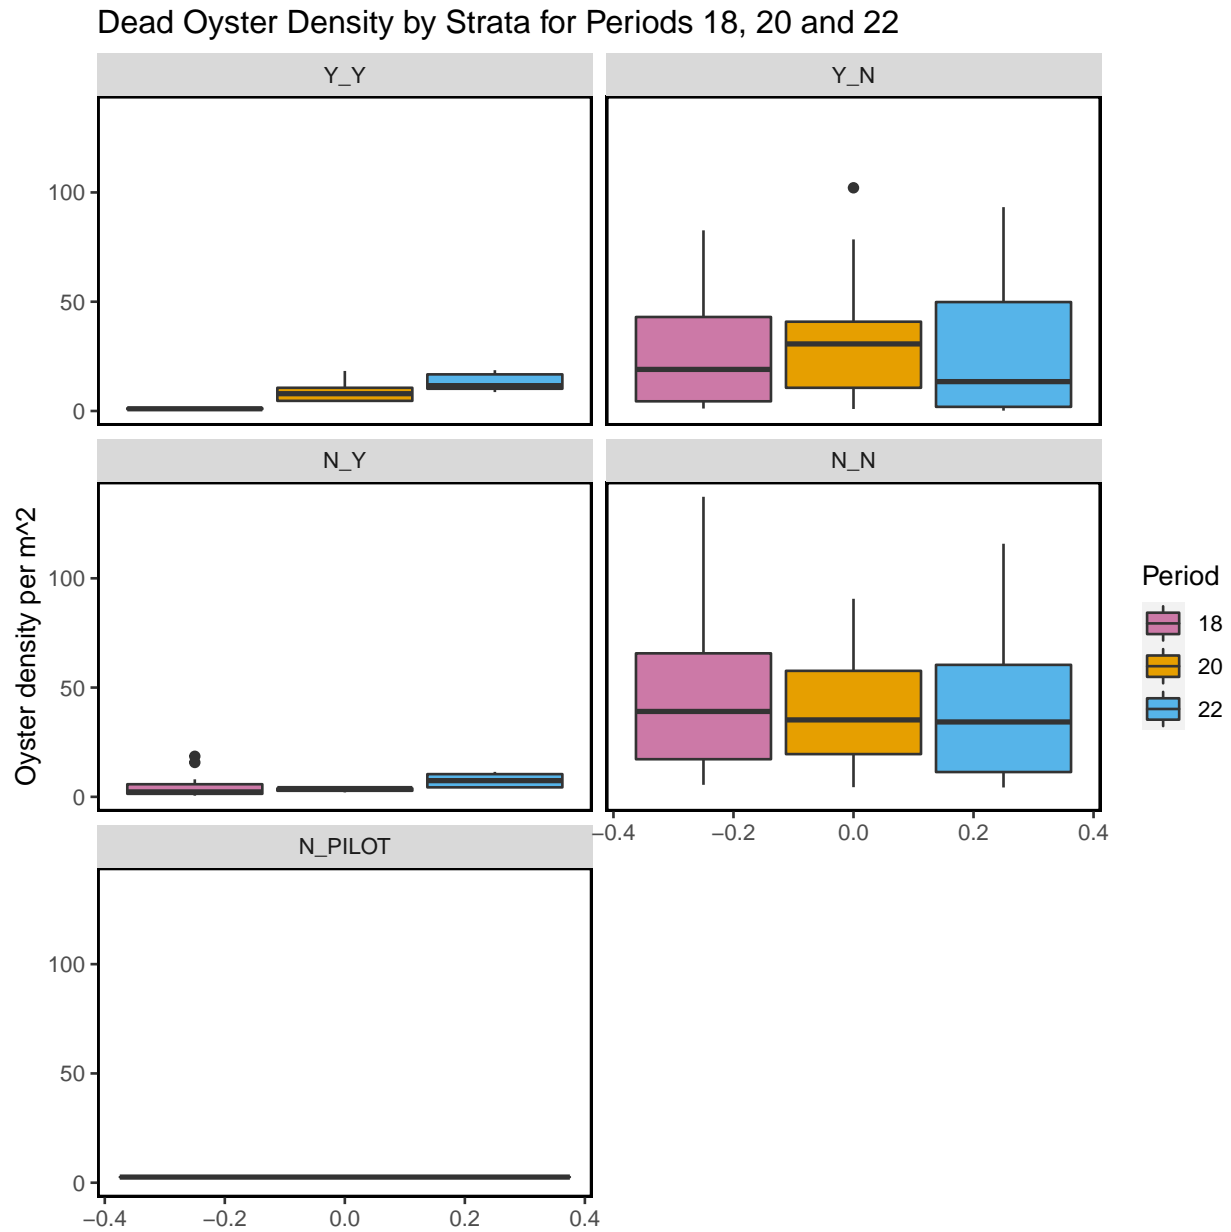 Dead Oyster Density by Strata for Periods 18, 20 and 22
Y_Y
Y_N
100
50
0
N_Y
N_N
100
50
0
−0.4 −0.2 0.0 0.2 0.4
N_PILOT
100
50
0
−0.4 −0.2 0.0 0.2 0.4
Oyster density per m^2
Period
18
20
22